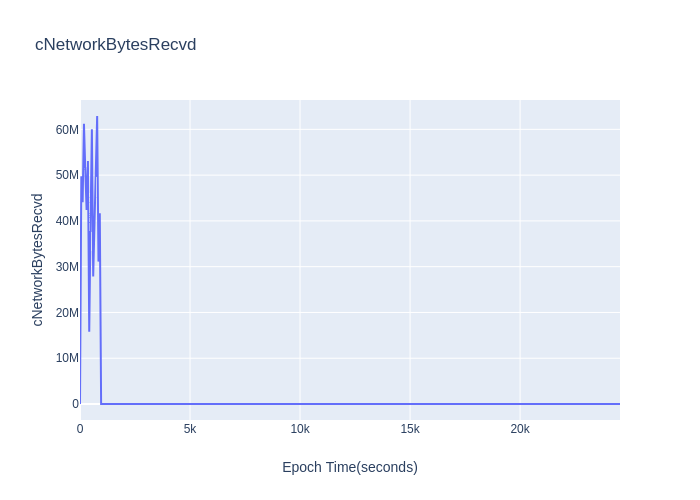 cNetworkBytesRecvd
60M
50M
40M
30M
20M
10M
0
cNetworkBytesRecvd
0 5k 10k 15k 20k
Epoch Time(seconds)